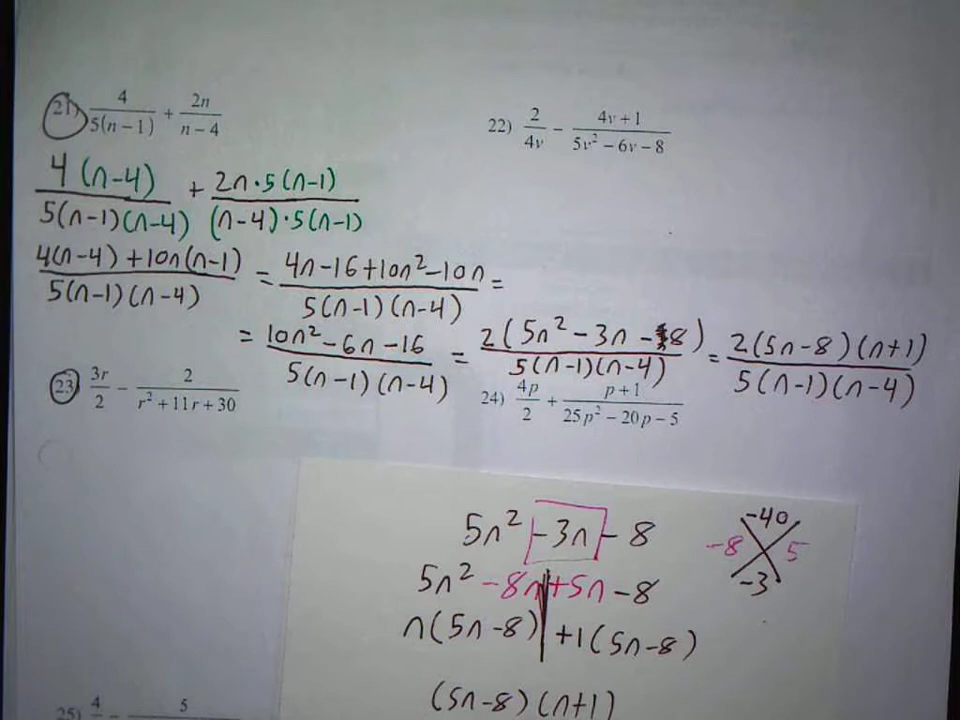 21) 4/(5(n-1)) + 2n/(n-4)
22) 2/(4v) - (4v+1)/(5v² - 6v - 8)
4(n-4)/(5(n-1)(n-4)) + 2n·5(n-1)/((n-4)·5(n-1))
(4(n-4)+10n(n-1))/(5(n-1)(n-4)) = (4n-16+10n²-10n)/(5(n-1)(n-4)) =
= (10n²-6n-16)/(5(n-1)(n-4)) = 2(5n²-3n-8)/(5(n-1)(n-4)) = 2(5n-8)(n+1)/(5(n-1)(n-4))
23) 3r/2 - 2/(r² + 11r + 30)
24) 4p/2 + (p+1)/(25p² - 20p - 5)
5n² -3n - 8
-40
-8 5
-3
5n² -8n +5n -8
n(5n-8) +1(5n-8)
(5n-8)(n+1)
25) 4 - 5